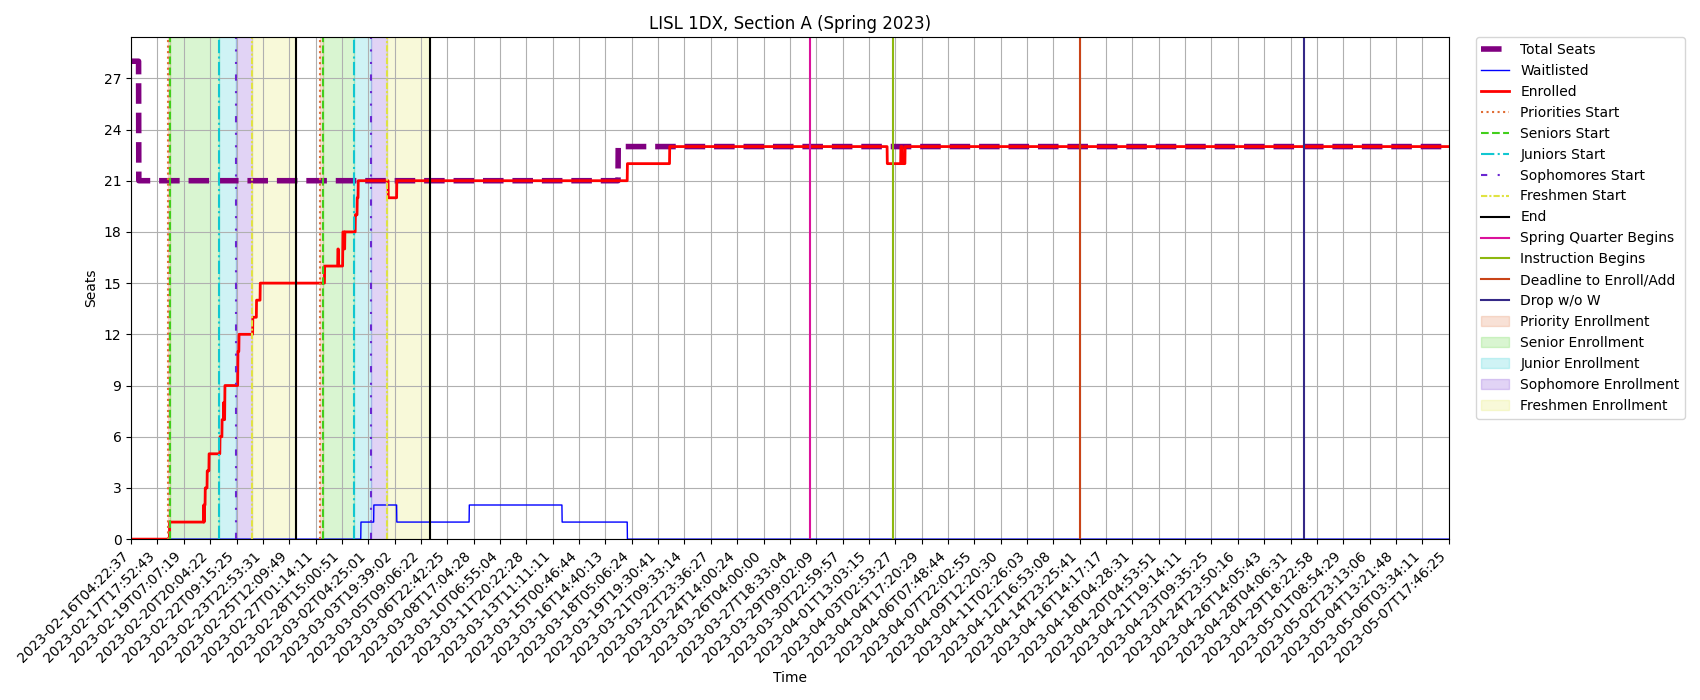 LISL 1DX, Section A (Spring 2023)
Seats
27
24
21
18
15
12
9
6
3
0
2023-02-16T04:22:37
2023-02-17T17:52:43
2023-02-19T07:07:19
2023-02-20T20:04:22
2023-02-22T09:15:25
2023-02-23T22:53:31
2023-02-25T12:09:49
2023-02-27T01:14:11
2023-02-28T15:00:51
2023-03-02T04:25:01
2023-03-03T19:39:02
2023-03-05T09:06:22
2023-03-06T22:42:25
2023-03-08T17:04:28
2023-03-10T06:55:04
2023-03-11T20:22:28
2023-03-13T11:11:11
2023-03-15T00:46:44
2023-03-16T14:40:13
2023-03-18T05:06:24
2023-03-19T19:30:41
2023-03-21T09:33:14
2023-03-22T23:36:27
2023-03-24T14:00:24
2023-03-26T04:00:00
2023-03-27T18:33:04
2023-03-29T09:02:09
2023-03-30T22:59:57
2023-04-01T13:03:15
2023-04-03T02:53:27
2023-04-04T17:20:29
2023-04-06T07:48:44
2023-04-07T22:02:55
2023-04-09T12:20:30
2023-04-11T02:26:03
2023-04-12T16:53:08
2023-04-14T23:25:41
2023-04-16T14:17:17
2023-04-18T04:28:31
2023-04-20T04:53:51
2023-04-21T19:14:11
2023-04-23T09:35:25
2023-04-24T23:50:16
2023-04-26T14:05:43
2023-04-28T04:06:31
2023-04-29T18:22:58
2023-05-01T08:54:29
2023-05-02T23:13:06
2023-05-04T13:21:48
2023-05-06T03:34:11
2023-05-07T17:46:25
Time
Total Seats
Waitlisted
Enrolled
Priorities Start
Seniors Start
Juniors Start
Sophomores Start
Freshmen Start
End
Spring Quarter Begins
Instruction Begins
Deadline to Enroll/Add
Drop w/o W
Priority Enrollment
Senior Enrollment
Junior Enrollment
Sophomore Enrollment
Freshmen Enrollment